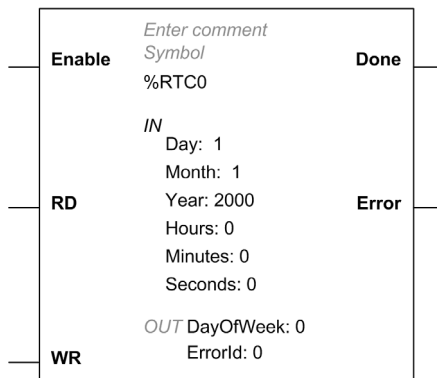 Enter comment
Symbol
Enable
Done
%RTC0
IN
Day: 1
Month: 1
Year: 2000
RD
Error
Hours: 0
Minutes: 0
Seconds: 0
OUT DayOfWeek: 0
ErrorId: 0
WR